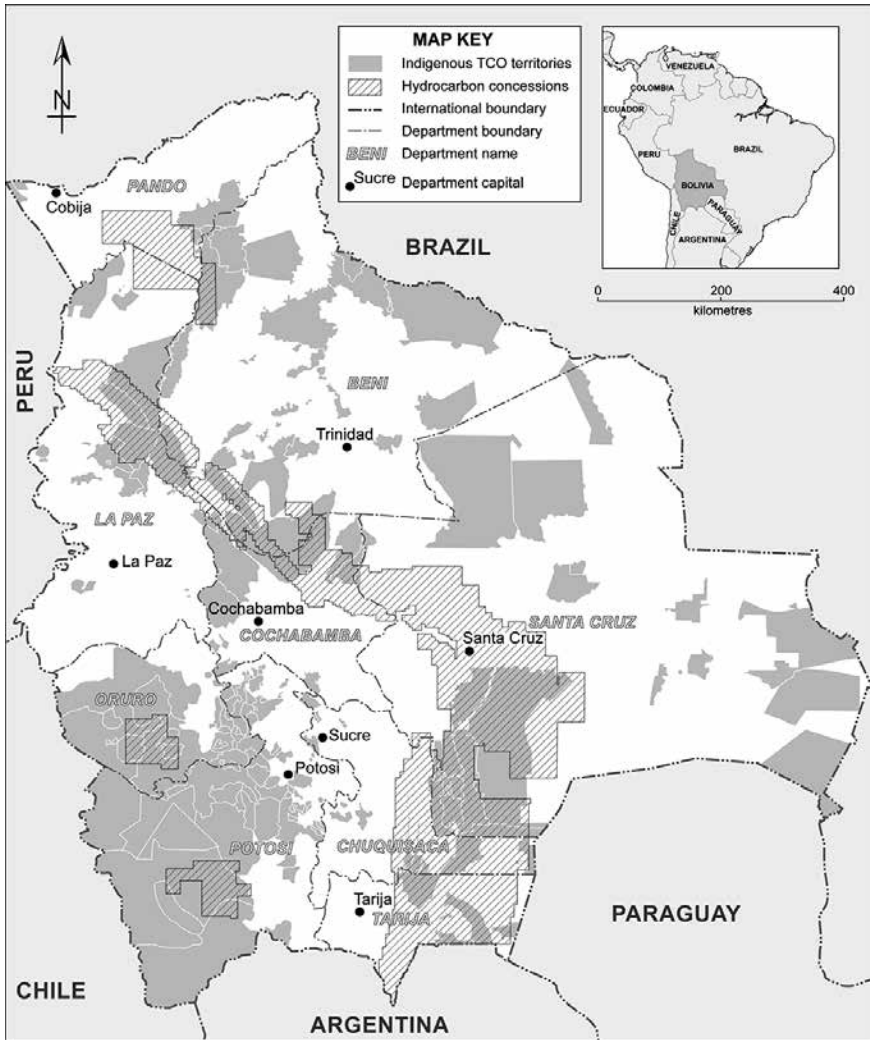 MAP KEY
Indigenous TCO territories
Hydrocarbon concessions
International boundary
Department boundary
BENI Department name
Sucre Department capital
N
VENEZUELA
COLOMBIA
ECUADOR
PERU
BRAZIL
BOLIVIA
PARAGUAY
CHILE
ARGENTINA
0 200 400
kilometres
PANDO
Cobija
BRAZIL
PERU
BENI
Trinidad
LA PAZ
La Paz
Cochabamba
COCHABAMBA
SANTA CRUZ
Santa Cruz
ORURO
Sucre
Potosi
POTOSI
CHUQUISACA
Tarija
TARIJA
PARAGUAY
CHILE
ARGENTINA